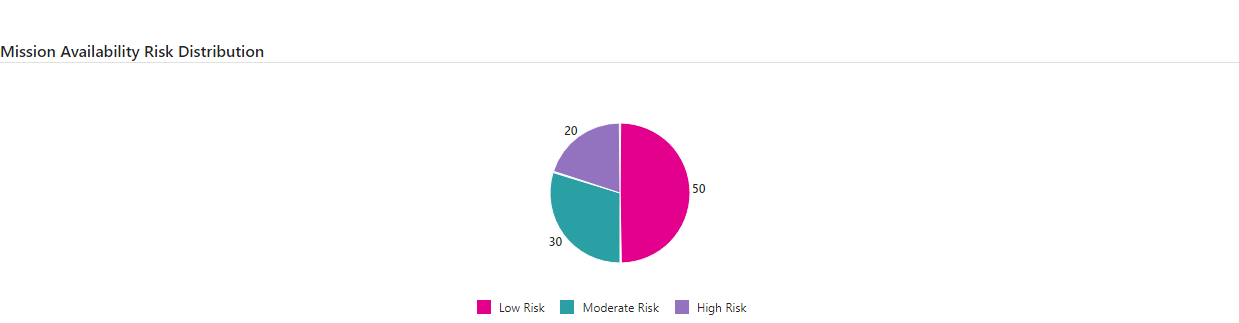 Mission Availability Risk Distribution
20
50
30
Low Risk
Moderate Risk
High Risk